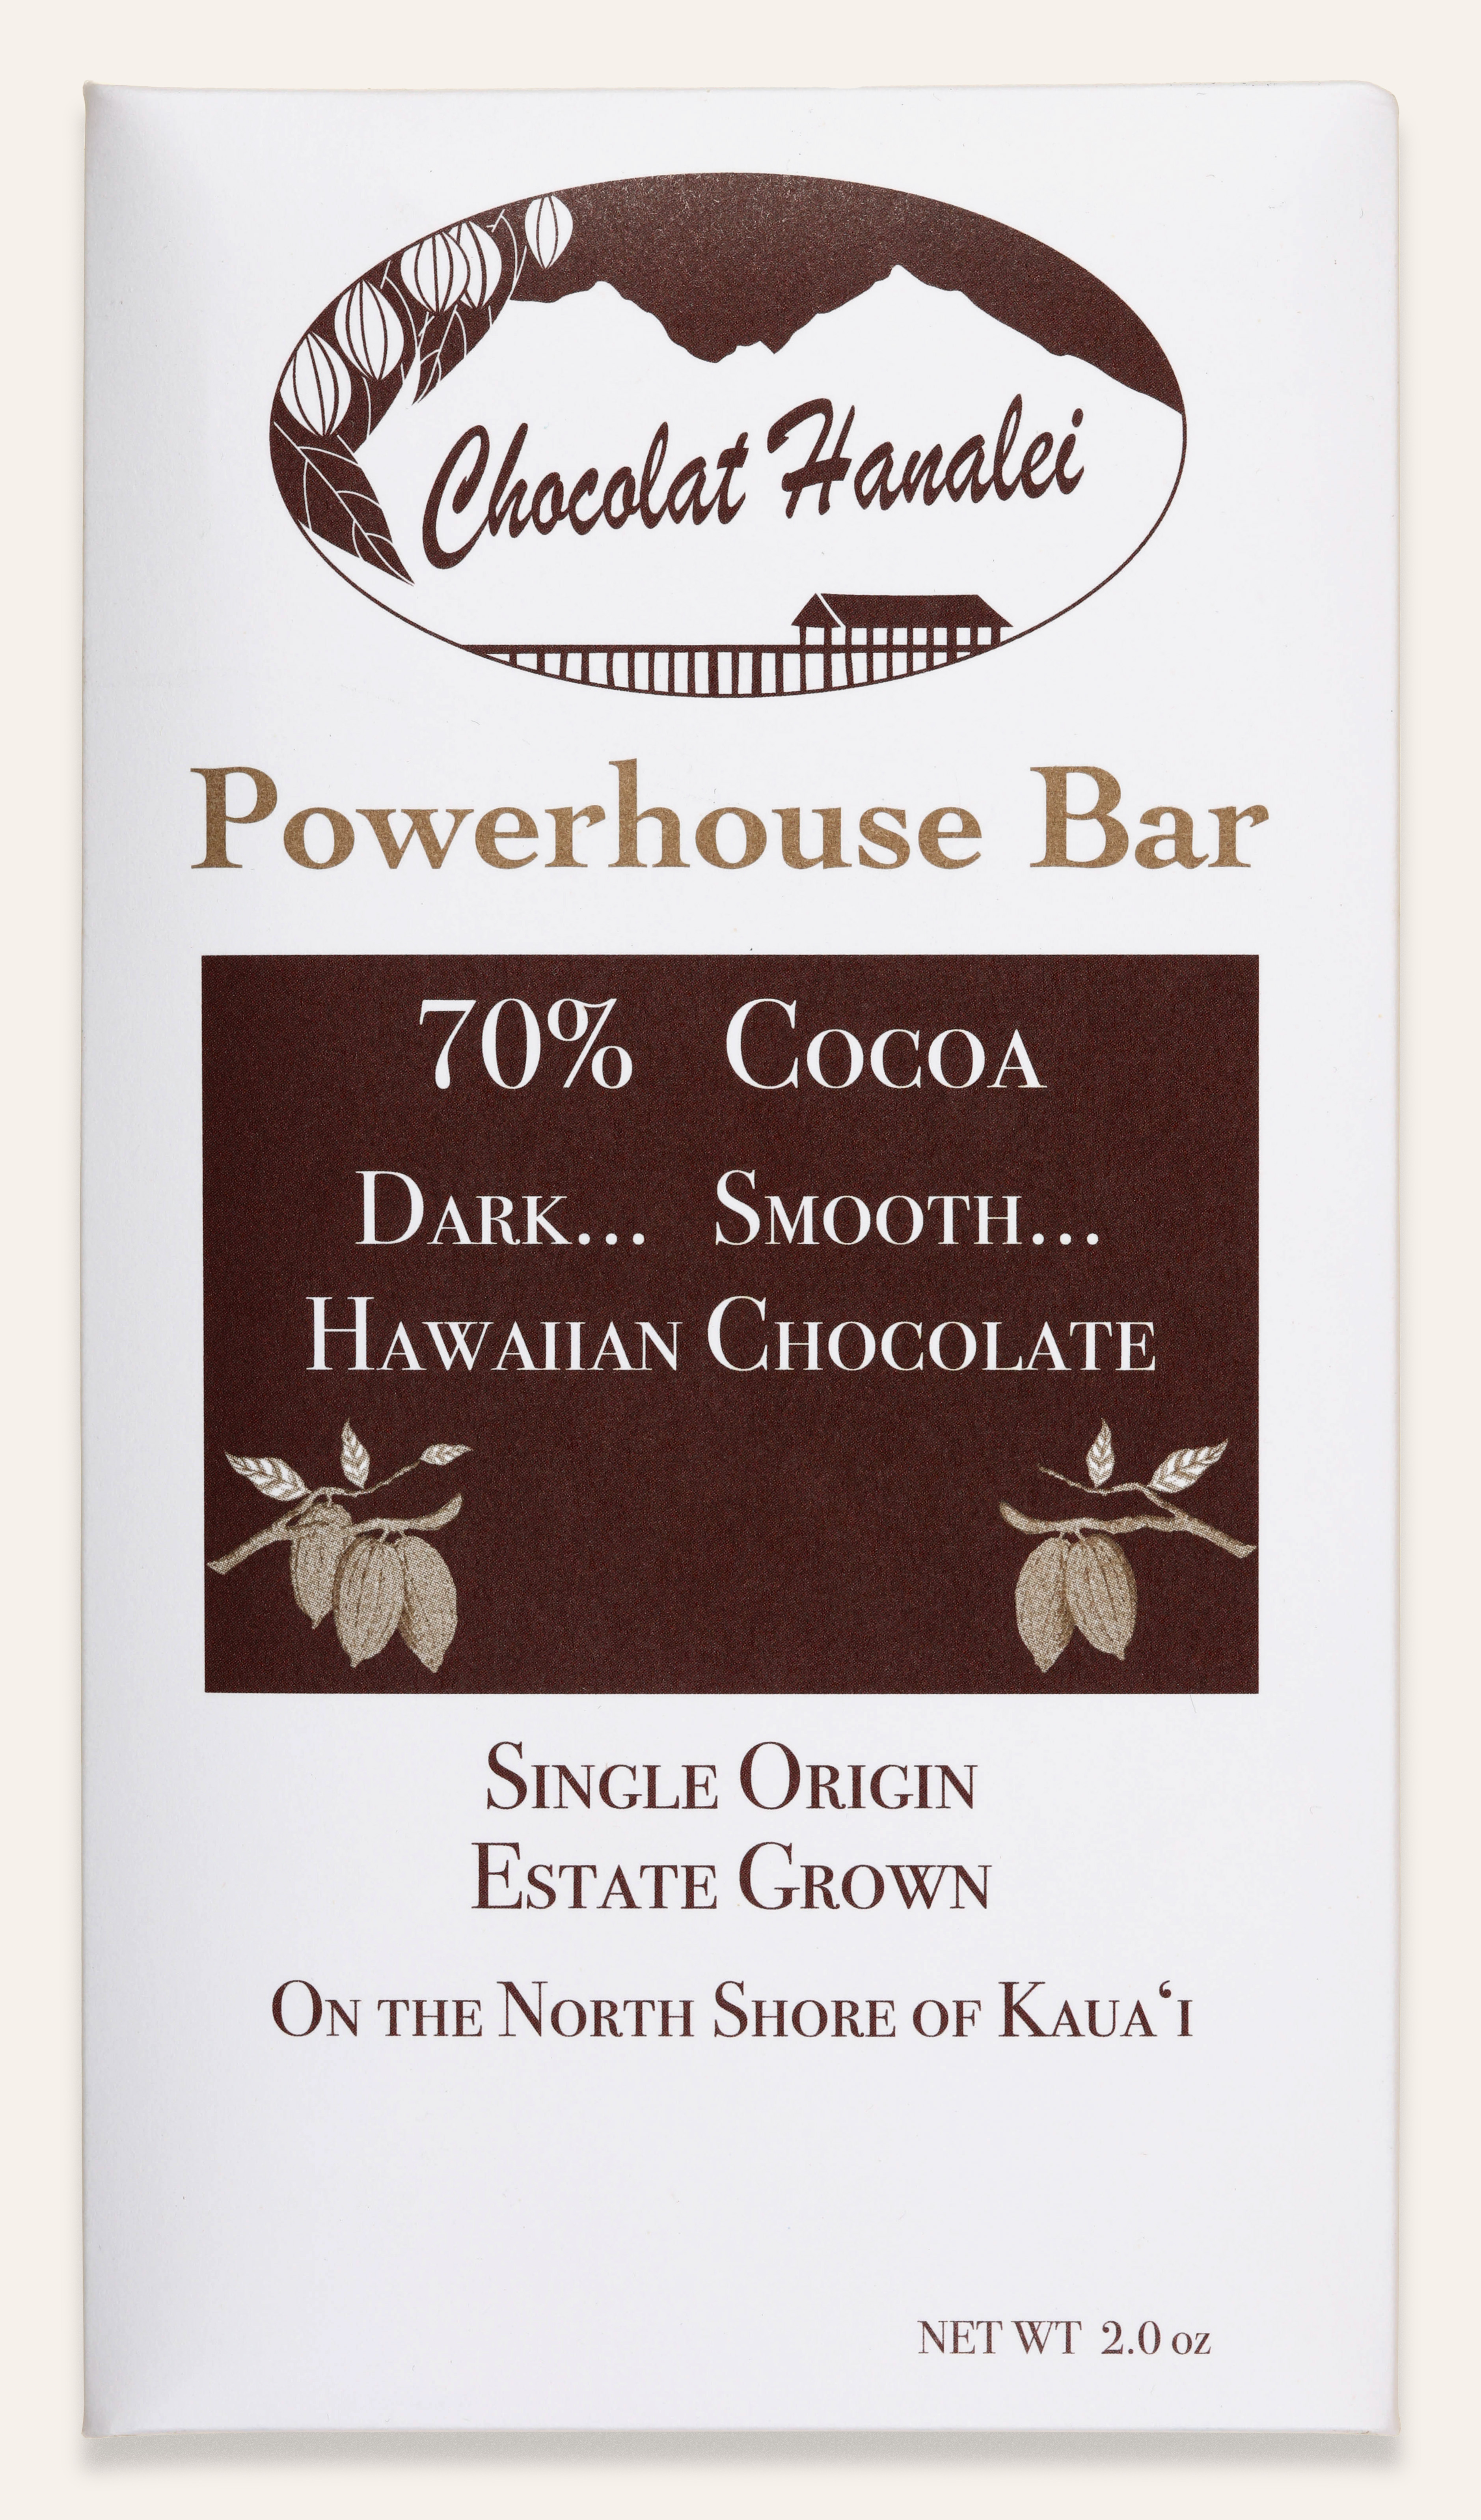 Chocolat Hanalei
Powerhouse Bar
70% Cocoa
Dark... Smooth...
Hawaiian Chocolate
Single Origin
Estate Grown
On the North Shore of Kauaʻi
NET WT 2.0 oz